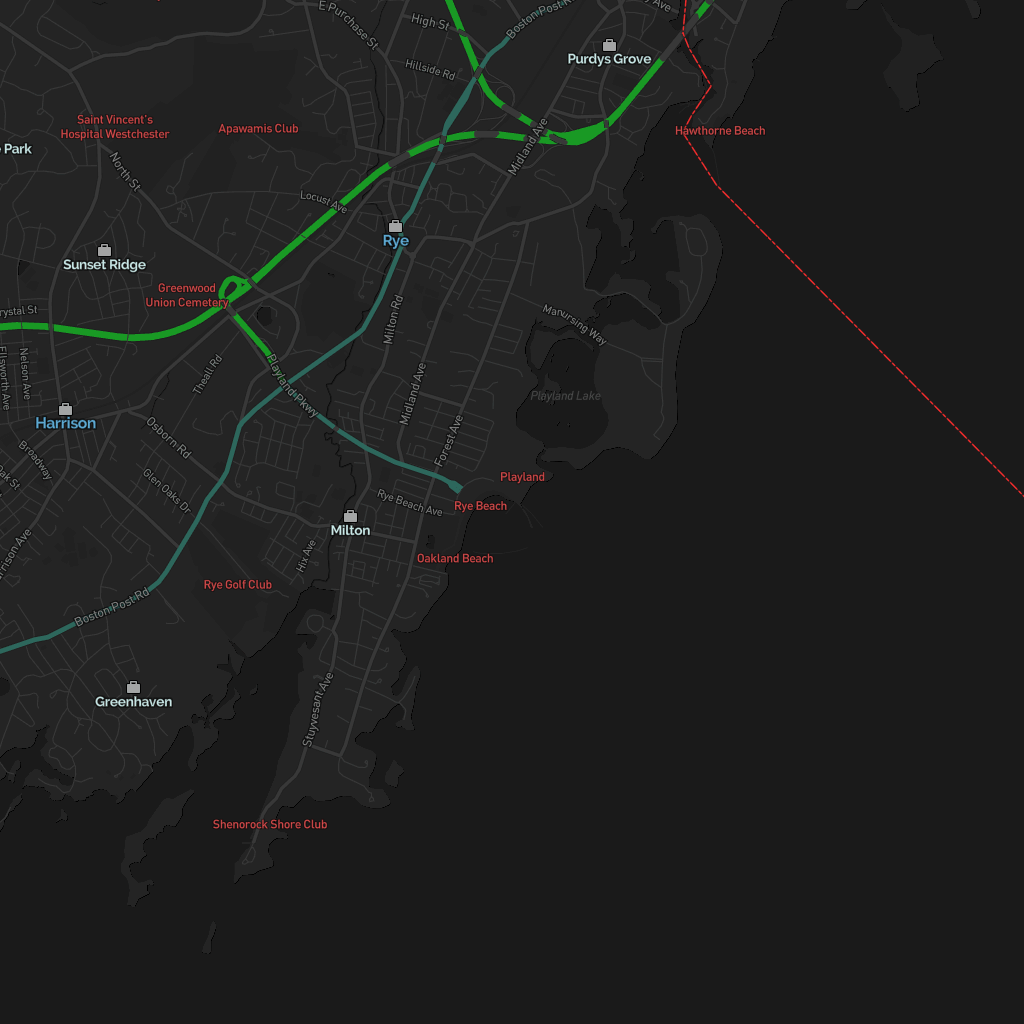 E Purchase St
High St
Boston Post R
y Ave
Hillside Rd
Purdys Grove
Saint Vincent's
Hospital Westchester
Apawamis Club
Midland Ave
Hawthorne Beach
Park
North St
Locust Ave
Rye
Sunset Ridge
Greenwood
Union Cemetery
rystal St
Manursing Way
Milton Rd
Ellsworth Ave
Nelson Ave
Theall Rd
Playland Pkwy
Midland Ave
Playland Lake
Harrison
Osborn Rd
Forest Ave
Broadway
Oak St
Glen Oaks Dr
Playland
Rye Beach Ave
Rye Beach
Milton
rrison Ave
Hix Ave
Oakland Beach
Rye Golf Club
Boston Post Rd
Greenhaven
Stuyvesant Ave
Shenorock Shore Club